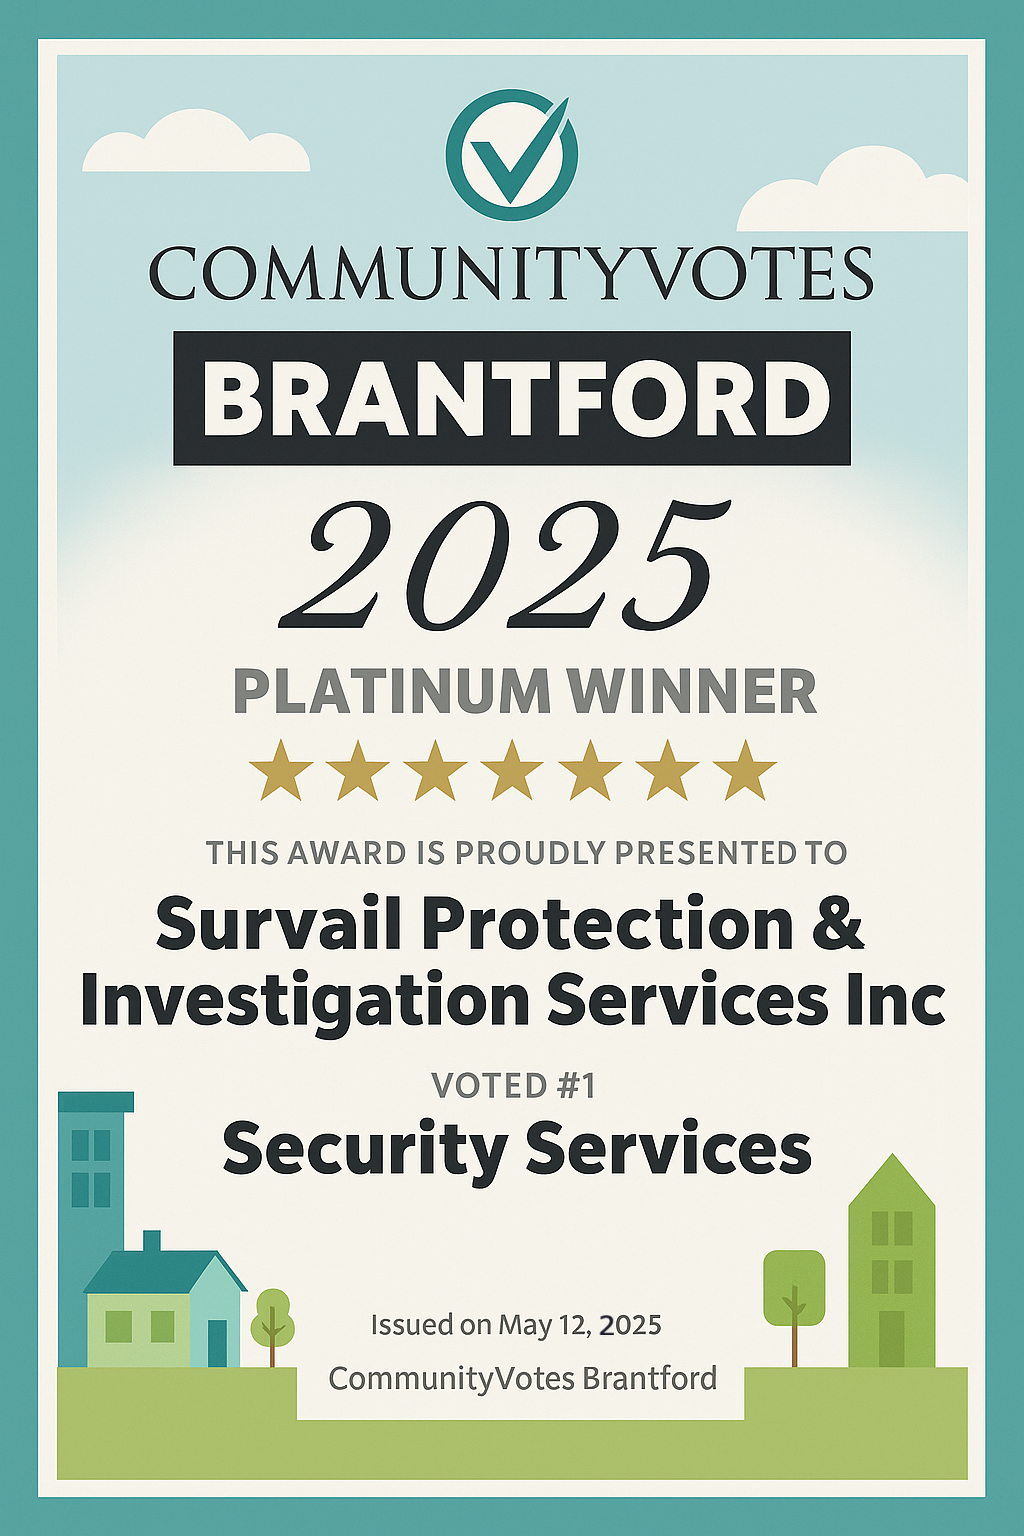 COMMUNITYVOTES
BRANTFORD
2025
PLATINUM WINNER
THIS AWARD IS PROUDLY PRESENTED TO
Survail Protection &
Investigation Services Inc
VOTED #1
Security Services
Issued on May 12, 2025
CommunityVotes Brantford